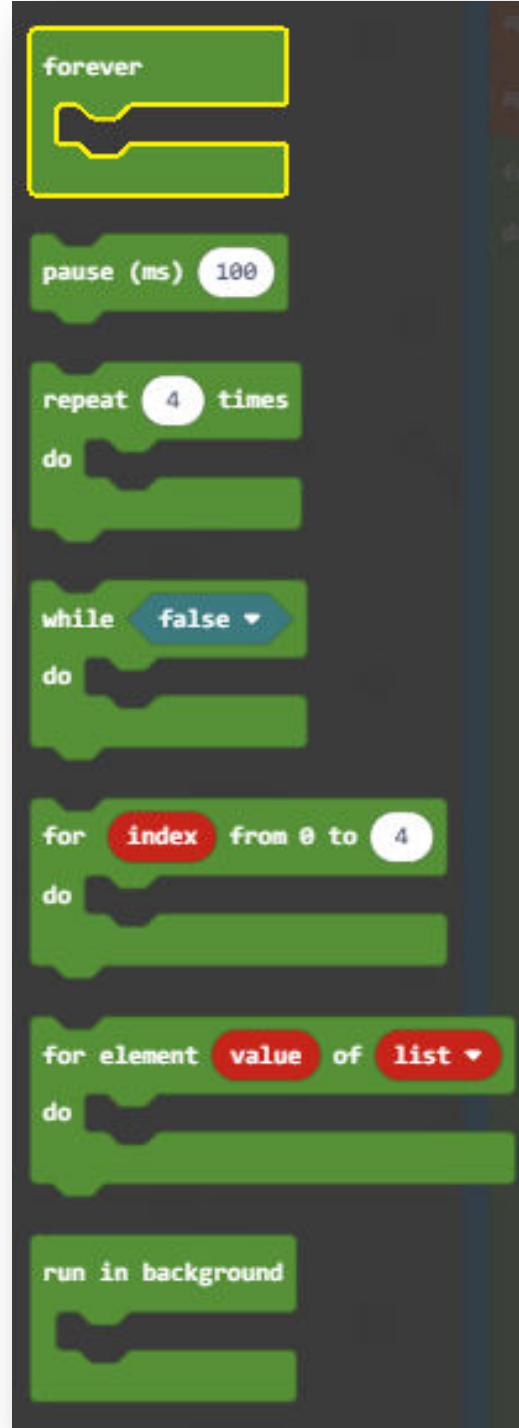 forever
pause (ms) 100
repeat 4 times
do
while false
do
for index from 0 to 4
do
for element value of list
do
run in background